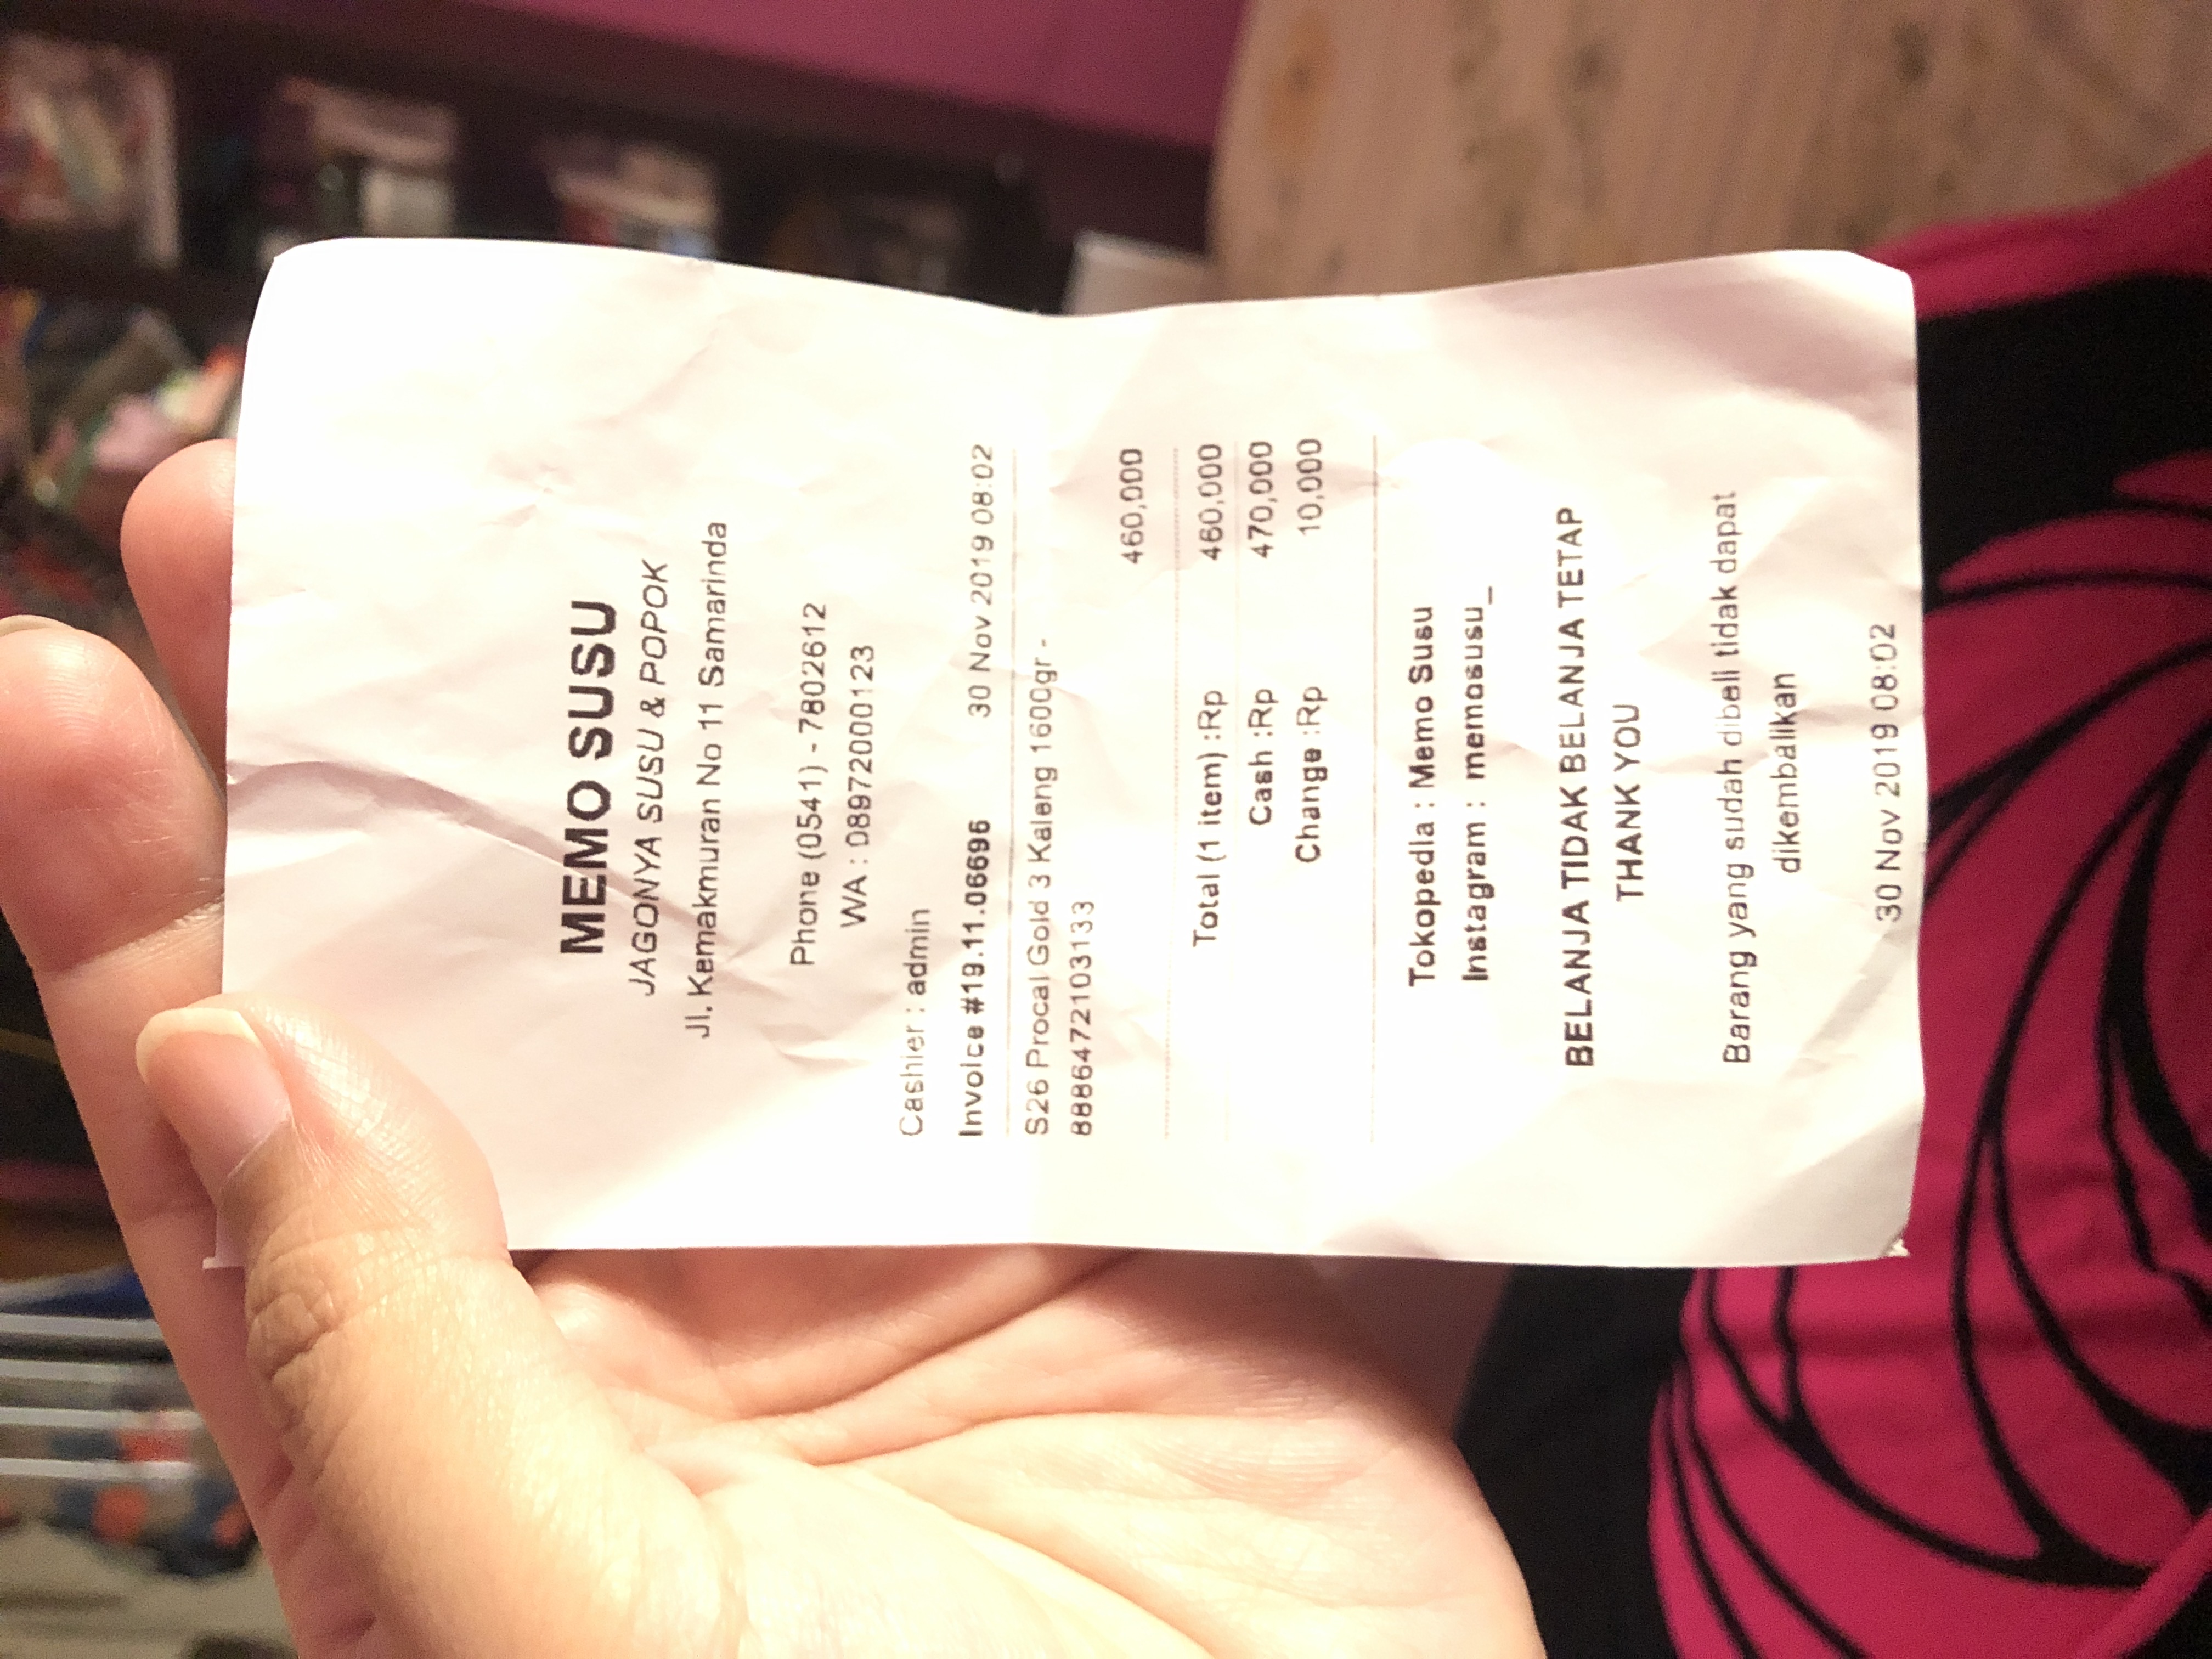 MEMO SUSU
JAGONYA SUSU & POPOK
Jl. Kemakmuran No 11 Samarinda
Phone (0541) - 7802612
WA : 08972000123
Cashier : admin
Invoice #19.11.06696 30 Nov 2019 08:02
S26 Procal Gold 3 Kaleng 1600gr -
8886472103133
460,000
Total (1 item) :Rp 460,000
Cash :Rp 470,000
Change :Rp 10,000
Tokopedia : Memo Susu
Instagram : memosusu_
BELANJA TIDAK BELANJA TETAP
THANK YOU
Barang yang sudah dibeli tidak dapat
dikembalikan
30 Nov 2019 08:02